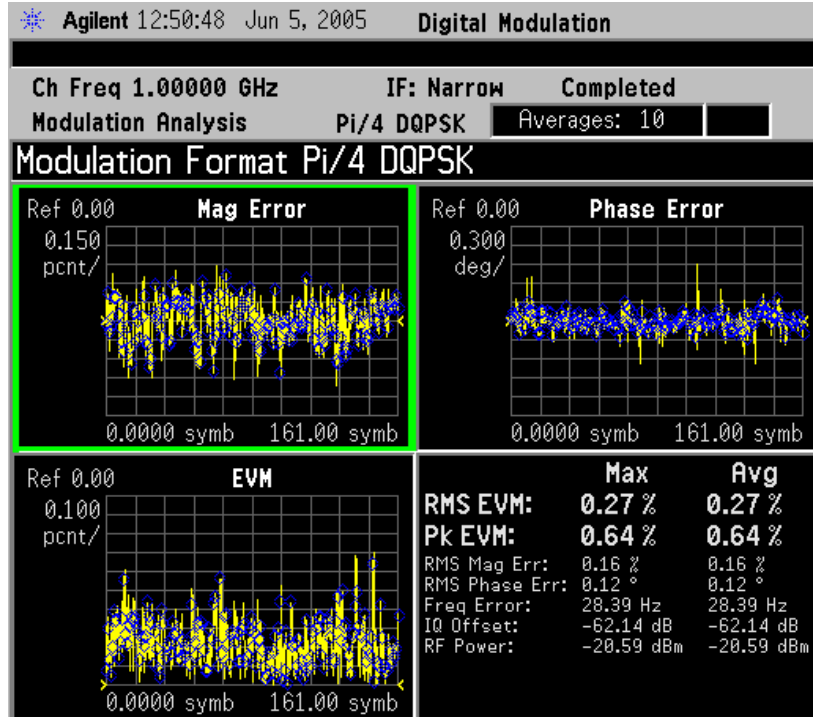 Agilent 12:50:48 Jun 5, 2005 Digital Modulation
Ch Freq 1.00000 GHz IF: Narrow Completed
Modulation Analysis Pi/4 DQPSK Averages: 10
Modulation Format Pi/4 DQPSK
Ref 0.00 Mag Error
0.150
pcnt/
0.0000 symb 161.00 symb
Ref 0.00 Phase Error
0.300
deg/
0.0000 symb 161.00 symb
Ref 0.00 EVM
0.100
pcnt/
0.0000 symb 161.00 symb
Max Avg
RMS EVM: 0.27 % 0.27 %
Pk EVM: 0.64 % 0.64 %
RMS Mag Err: 0.16 % 0.16 %
RMS Phase Err: 0.12 ° 0.12 °
Freq Error: 28.39 Hz 28.39 Hz
IQ Offset: -62.14 dB -62.14 dB
RF Power: -20.59 dBm -20.59 dBm